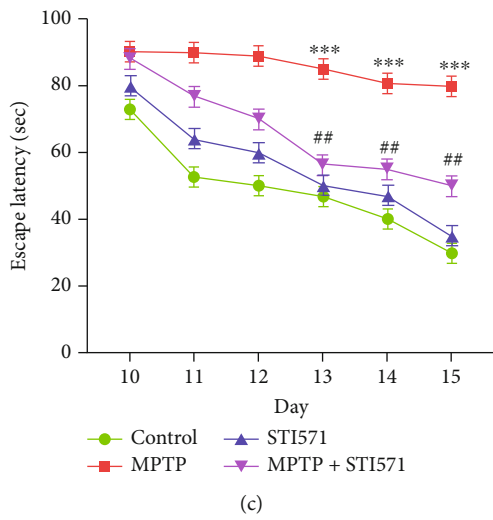 100
80
60
40
20
0
Escape latency (sec)
***
***
***
##
##
##
10 11 12 13 14 15
Day
Control STI571
MPTP MPTP + STI571
(c)